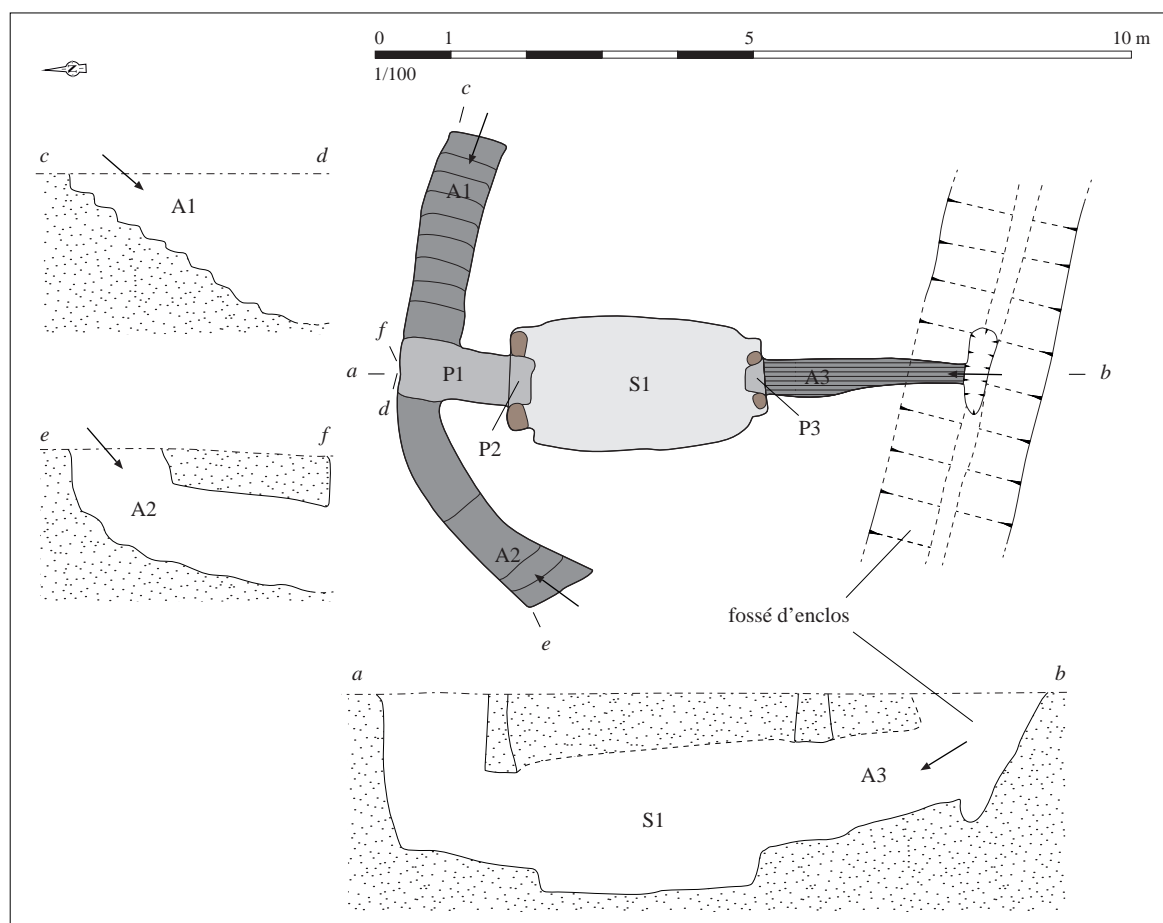 0 1 5 10 m
1/100
N
c
c d
A1
A1
f
a P1 S1 A3 b
d
P2 P3
e f
A2
A2
e
fossé d'enclos
a b
A3
S1